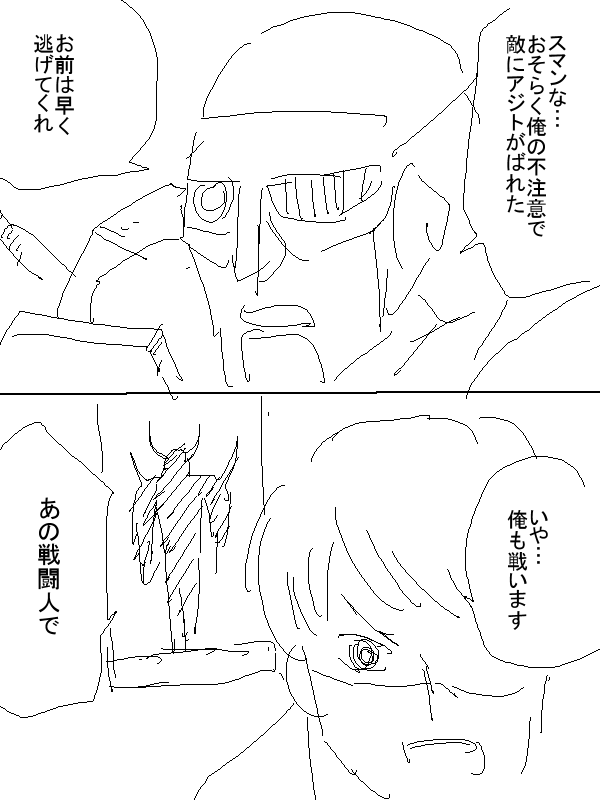 スマンな…
おそらく俺の不注意で
敵にアジトがばれた
お前は早く
逃げてくれ
いや…
俺も戦います
あの戦闘人で